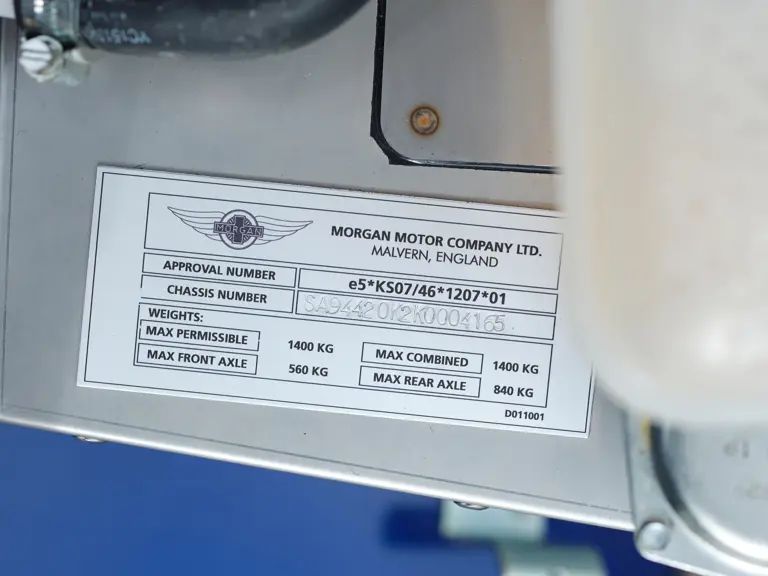 MORGAN
MORGAN MOTOR COMPANY LTD.
MALVERN, ENGLAND
APPROVAL NUMBER
e5*KS07/46*1207*01
CHASSIS NUMBER
SA94420K2K0004165
WEIGHTS:
MAX PERMISSIBLE 1400 KG
MAX COMBINED 1400 KG
MAX FRONT AXLE 560 KG
MAX REAR AXLE 840 KG
D011001